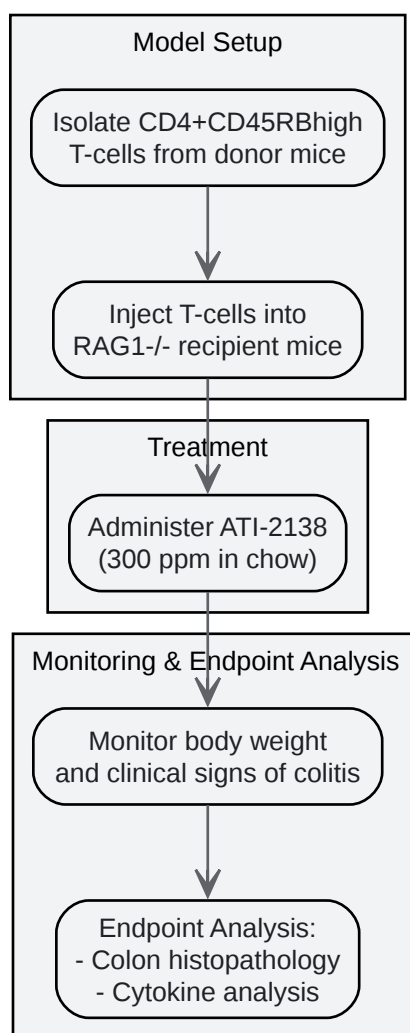 Model Setup
Isolate CD4+CD45RBhigh
T-cells from donor mice
Inject T-cells into
RAG1-/- recipient mice
Treatment
Administer ATI-2138
(300 ppm in chow)
Monitoring & Endpoint Analysis
Monitor body weight
and clinical signs of colitis
Endpoint Analysis:
- Colon histopathology
- Cytokine analysis